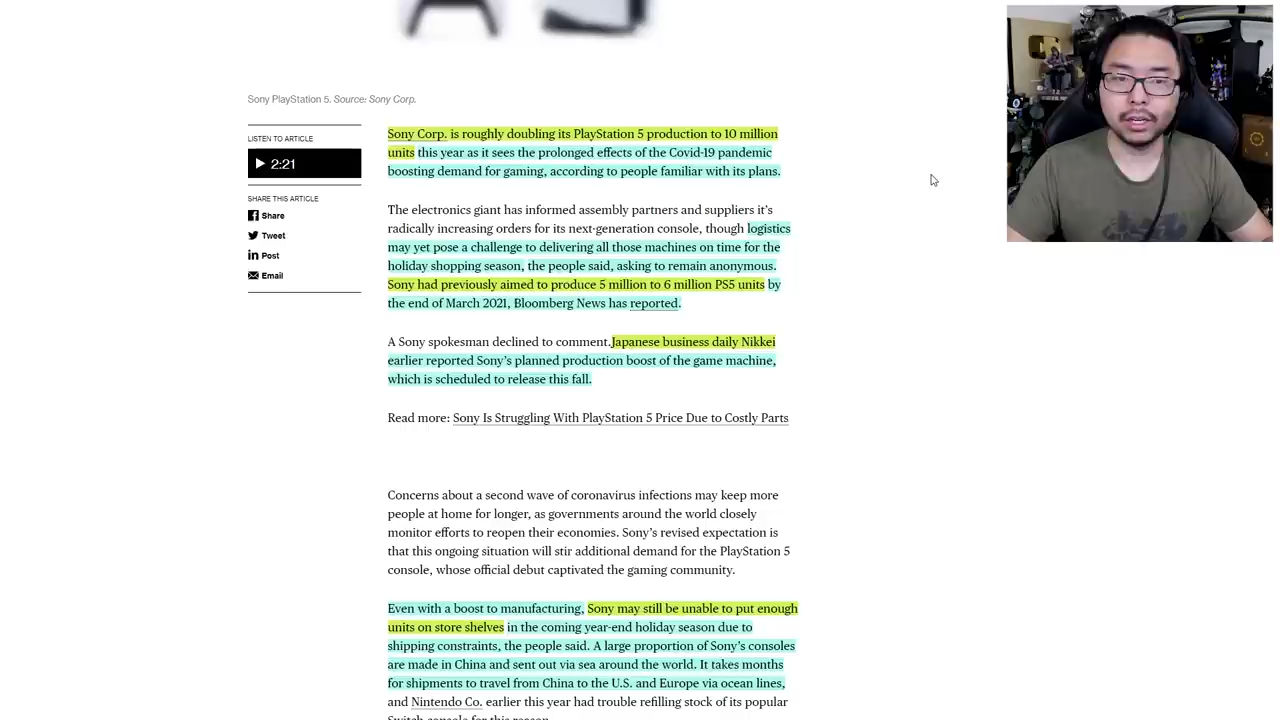 Sony PlayStation 5. Source: Sony Corp.
LISTEN TO ARTICLE
2:21
SHARE THIS ARTICLE
Share
Tweet
Post
Email
Sony Corp. is roughly doubling its PlayStation 5 production to 10 million
units this year as it sees the prolonged effects of the Covid-19 pandemic
boosting demand for gaming, according to people familiar with its plans.
The electronics giant has informed assembly partners and suppliers it's
radically increasing orders for its next-generation console, though logistics
may yet pose a challenge to delivering all those machines on time for the
holiday shopping season, the people said, asking to remain anonymous.
Sony had previously aimed to produce 5 million to 6 million PS5 units by
the end of March 2021, Bloomberg News has reported.
A Sony spokesman declined to comment.Japanese business daily Nikkei
earlier reported Sony's planned production boost of the game machine,
which is scheduled to release this fall.
Read more: Sony Is Struggling With PlayStation 5 Price Due to Costly Parts
Concerns about a second wave of coronavirus infections may keep more
people at home for longer, as governments around the world closely
monitor efforts to reopen their economies. Sony's revised expectation is
that this ongoing situation will stir additional demand for the PlayStation 5
console, whose official debut captivated the gaming community.
Even with a boost to manufacturing, Sony may still be unable to put enough
units on store shelves in the coming year-end holiday season due to
shipping constraints, the people said. A large proportion of Sony's consoles
are made in China and sent out via sea around the world. It takes months
for shipments to travel from China to the U.S. and Europe via ocean lines,
and Nintendo Co. earlier this year had trouble refilling stock of its popular
Switch console for this reason.